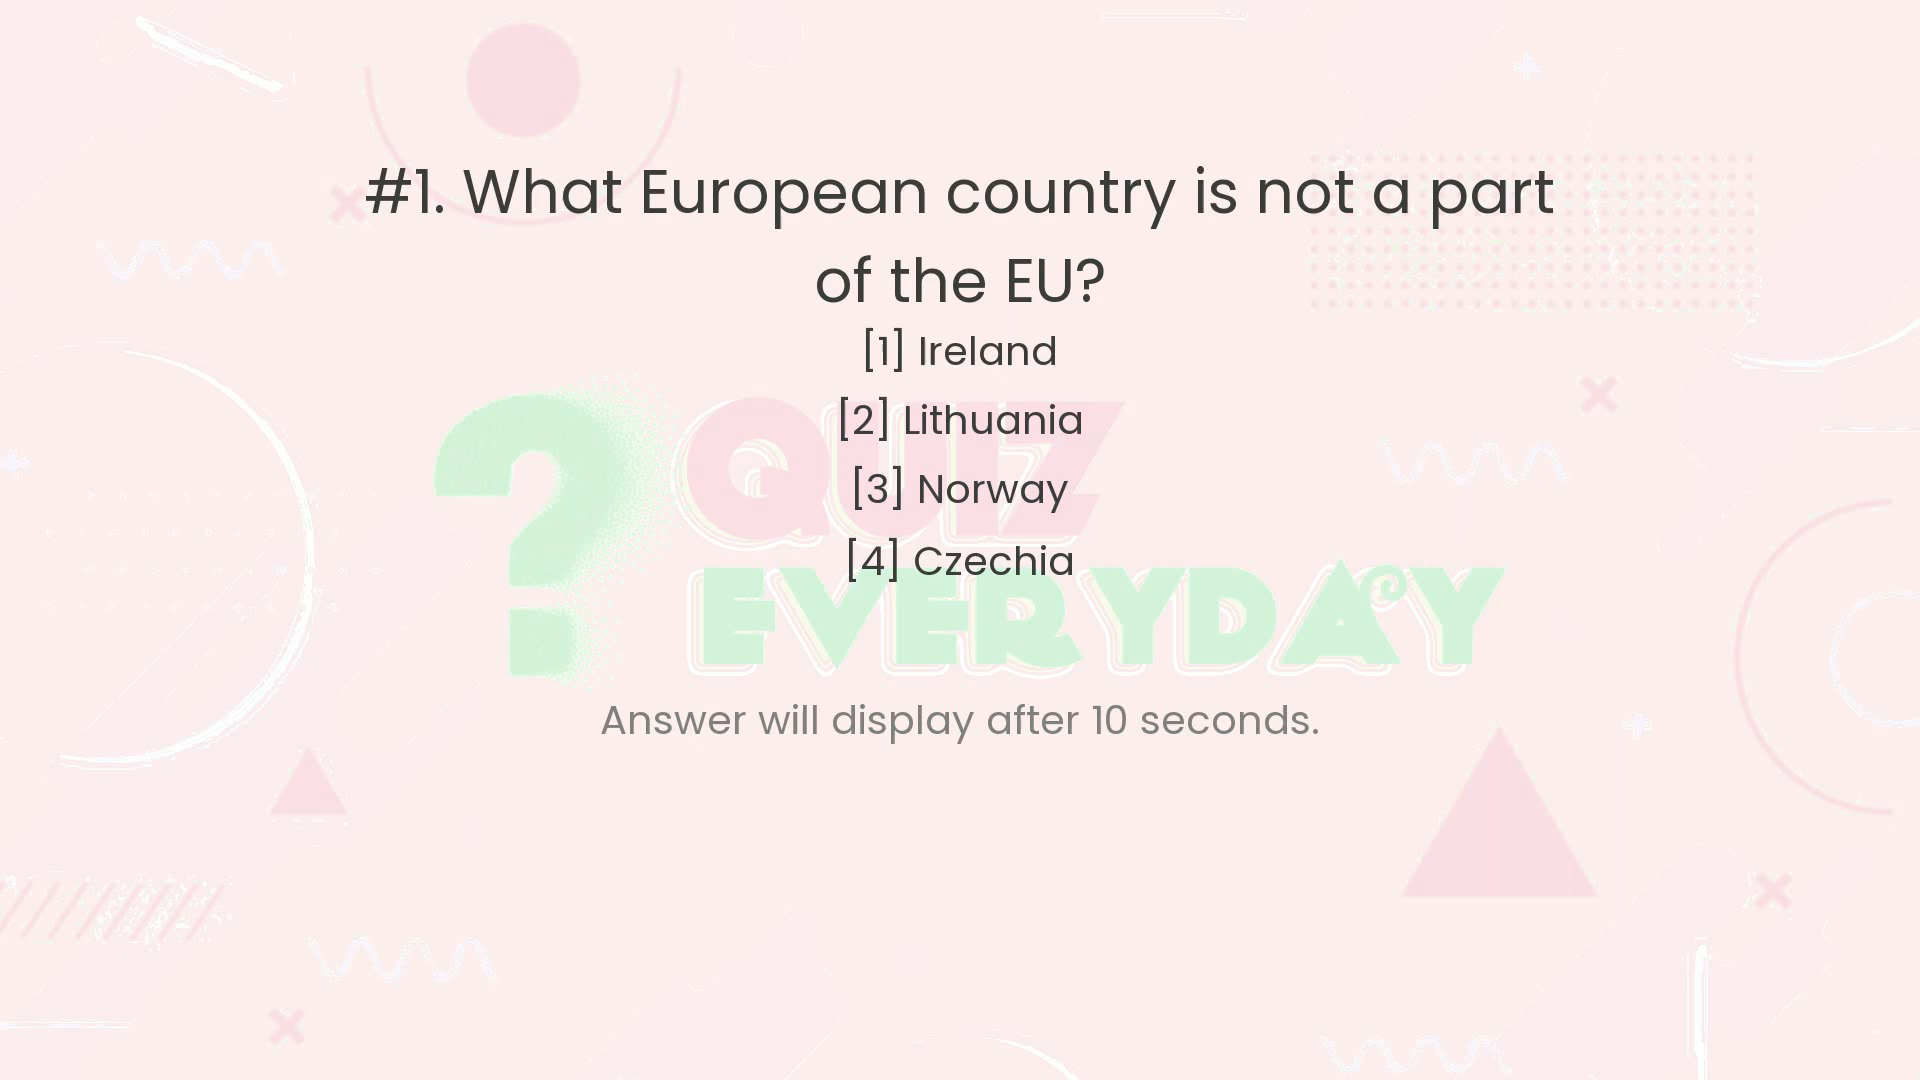 #1. What European country is not a part
of the EU?
[1] Ireland
[2] Lithuania
[3] Norway
[4] Czechia
? QUIZ
EVERYDAY
Answer will display after 10 seconds.